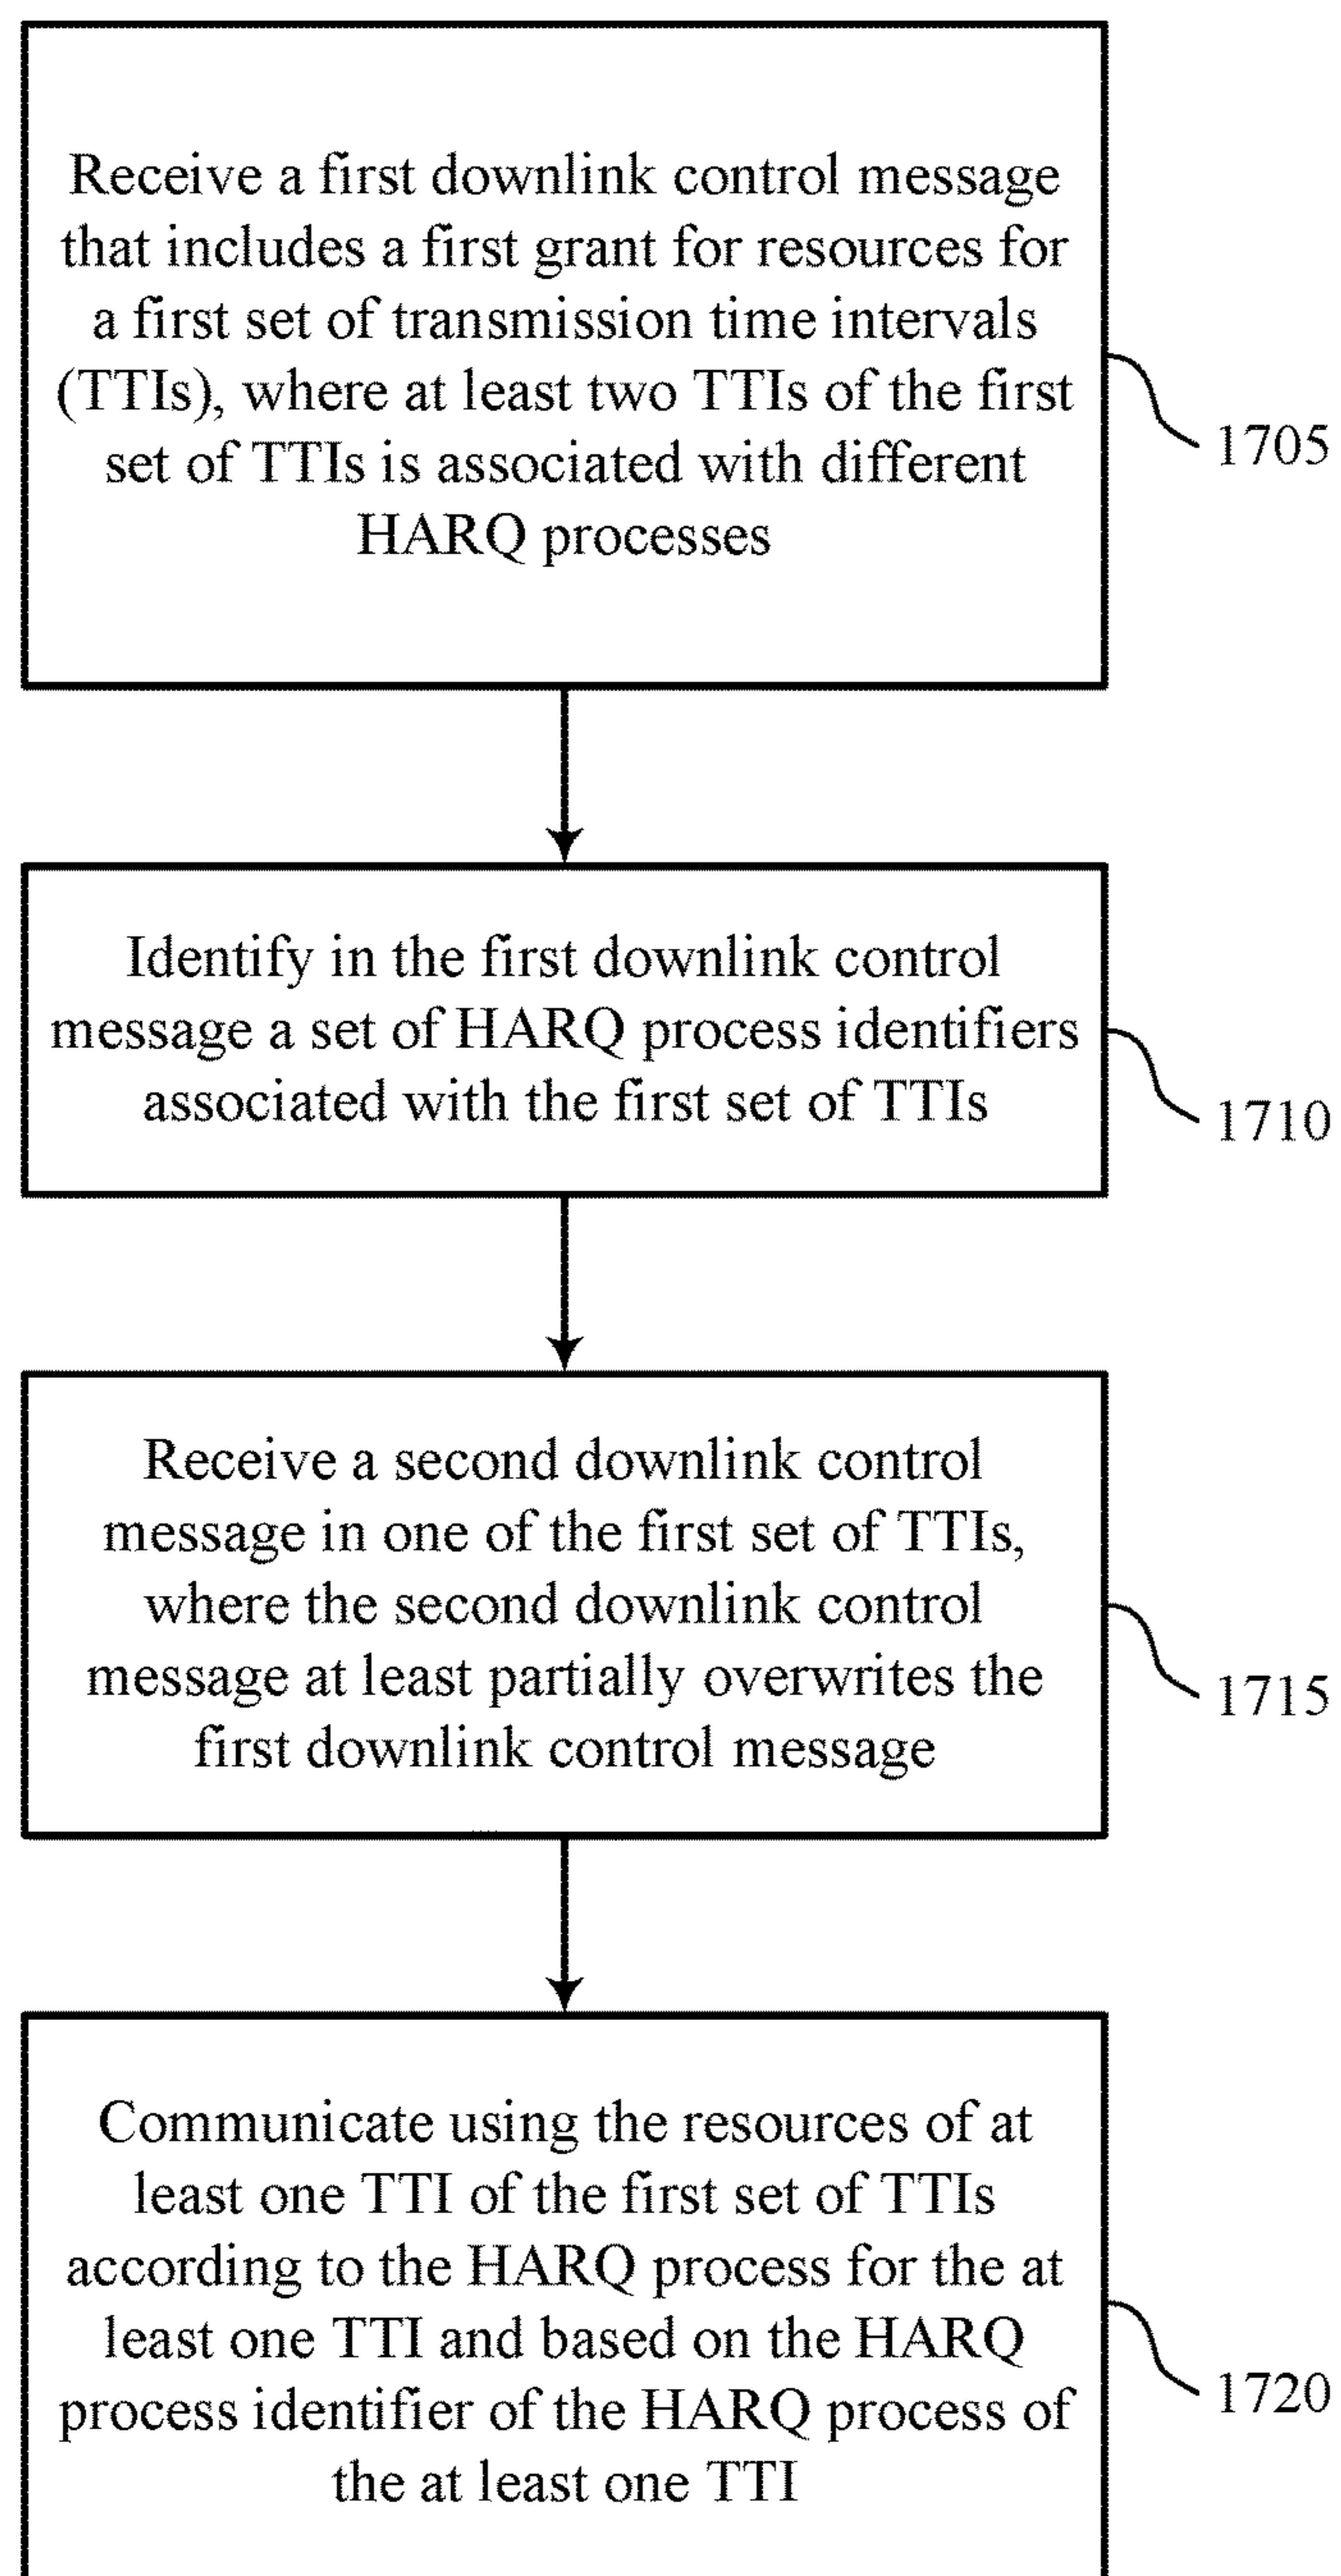 Receive a first downlink control message
that includes a first grant for resources for
a first set of transmission time intervals
(TTIs), where at least two TTIs of the first
set of TTIs is associated with different
HARQ processes
1705
Identify in the first downlink control
message a set of HARQ process identifiers
associated with the first set of TTIs
1710
Receive a second downlink control
message in one of the first set of TTIs,
where the second downlink control
message at least partially overwrites the
first downlink control message
1715
Communicate using the resources of at
least one TTI of the first set of TTIs
according to the HARQ process for the at
least one TTI and based on the HARQ
process identifier of the HARQ process of
the at least one TTI
1720